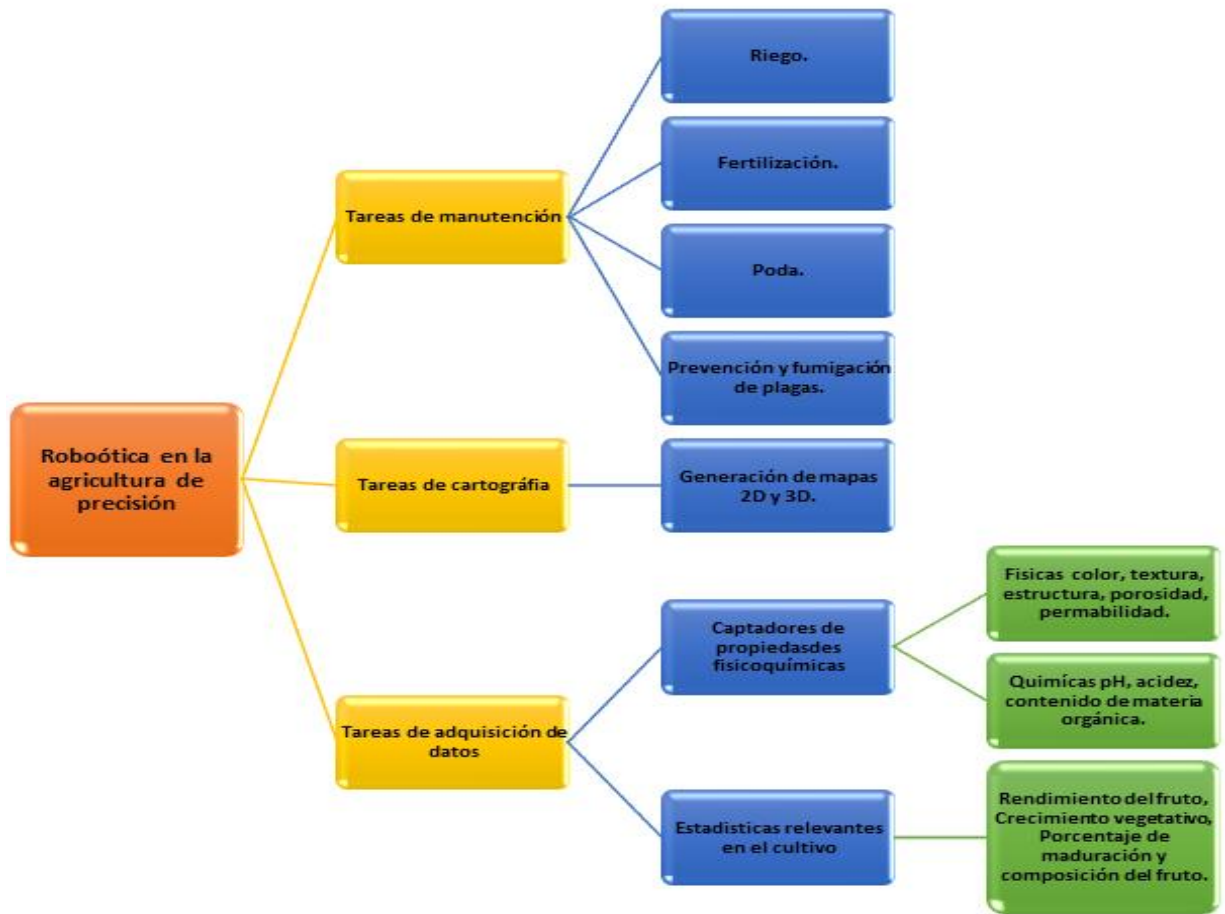 Riego.
Fertilización.
Tareas de manutención
Poda.
Prevención y fumigación
de plagas.
Roboótica en la
agricultura de
precisión
Tareas de cartográfia
Generación de mapas
2D y 3D.
Captadores de
propiedasdes
fisicoquímicas
Fisicas color, textura,
estructura, porosidad,
permabilidad.
Quimícas pH, acidez,
contenido de materia
orgánica.
Tareas de adquisición de
datos
Estadisticas relevantes
en el cultivo
Rendimiento del fruto,
Crecimiento vegetativo,
Porcentaje de
maduración y
composición del fruto.